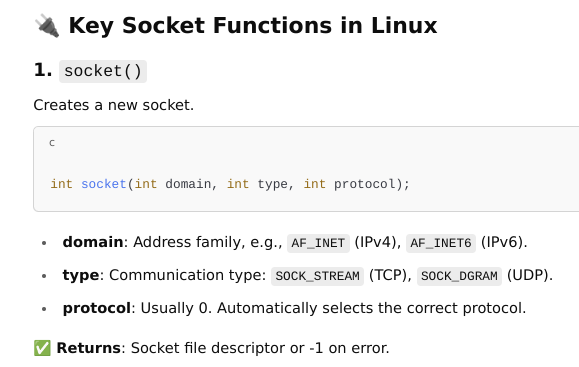 🔌 Key Socket Functions in Linux
1. socket()
Creates a new socket.
c
int socket(int domain, int type, int protocol);
• domain: Address family, e.g., AF_INET (IPv4), AF_INET6 (IPv6).
• type: Communication type: SOCK_STREAM (TCP), SOCK_DGRAM (UDP).
• protocol: Usually 0. Automatically selects the correct protocol.
✅ Returns: Socket file descriptor or -1 on error.